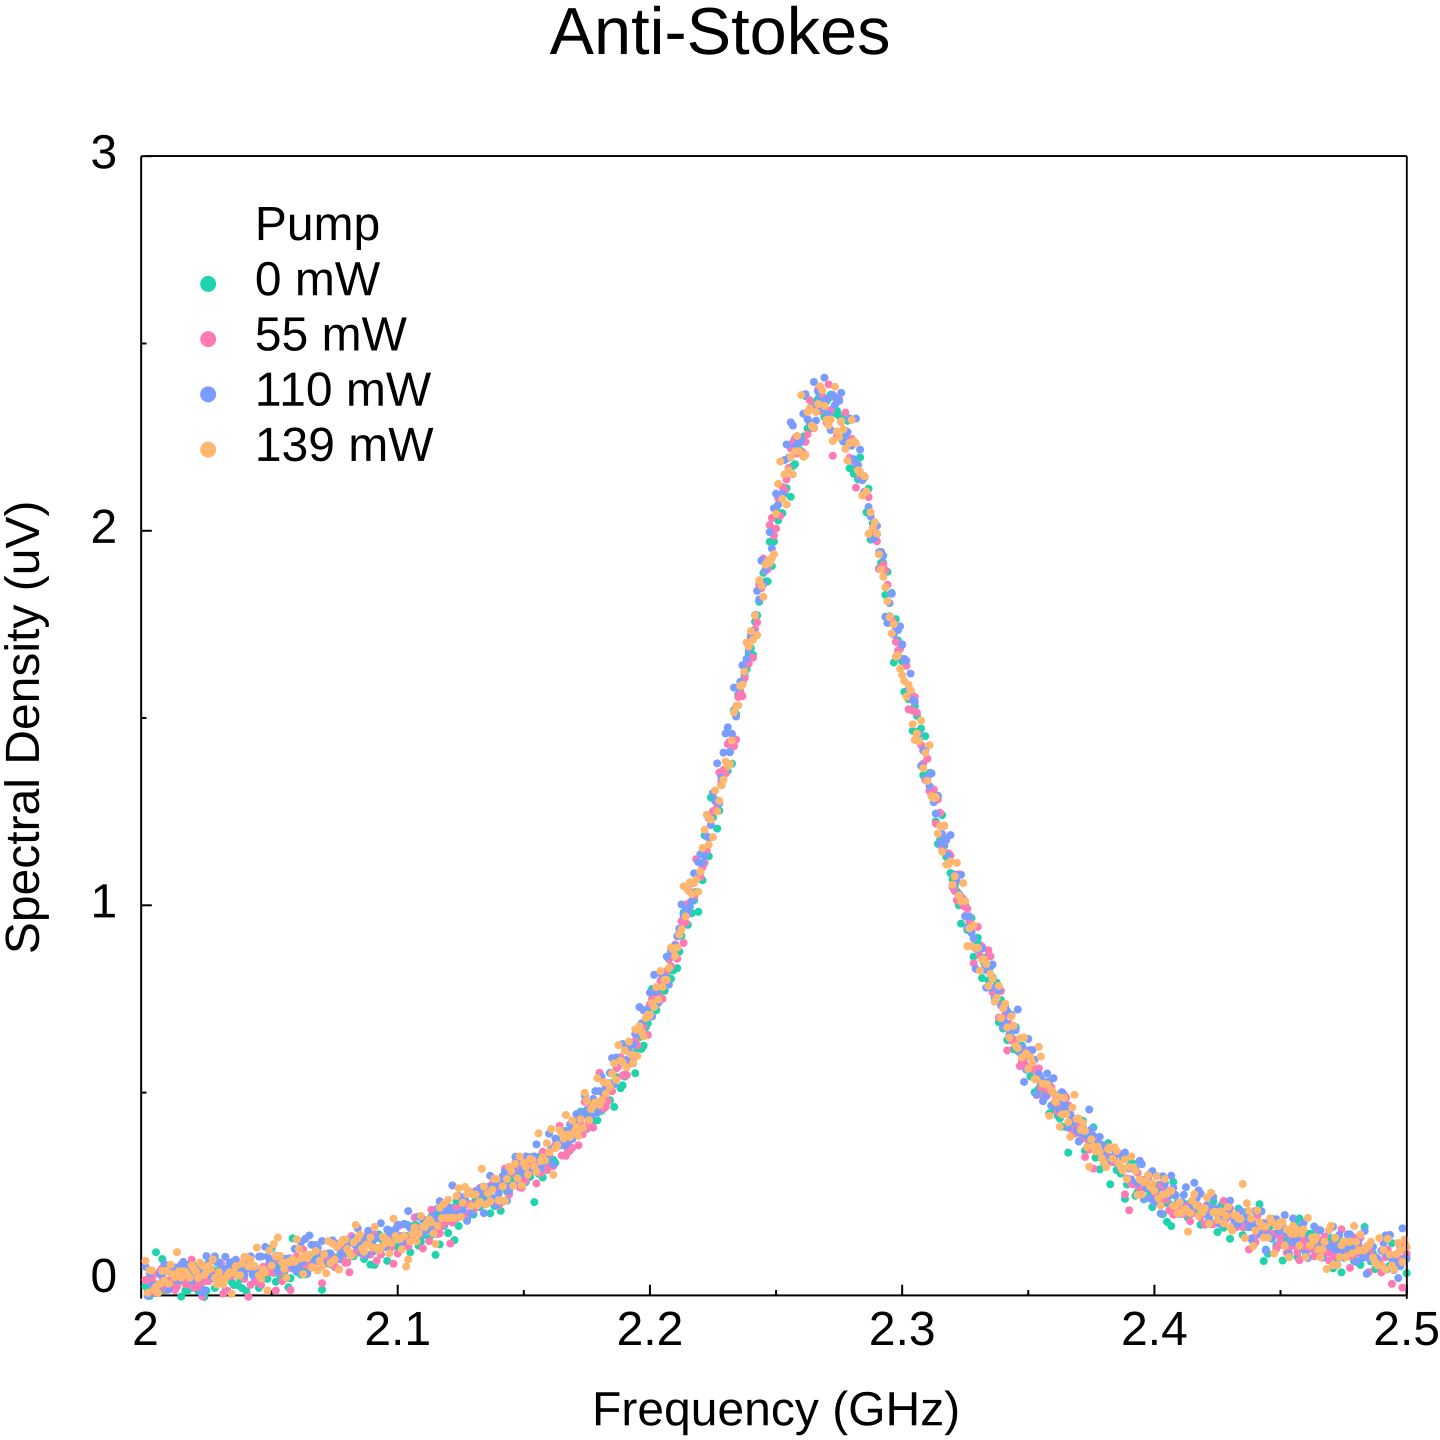 Anti-Stokes
3
Pump
0 mW
55 mW
110 mW
139 mW
2
1
0
Spectral Density (uV)
2
2.1
2.2
2.3
2.4
2.5
Frequency (GHz)